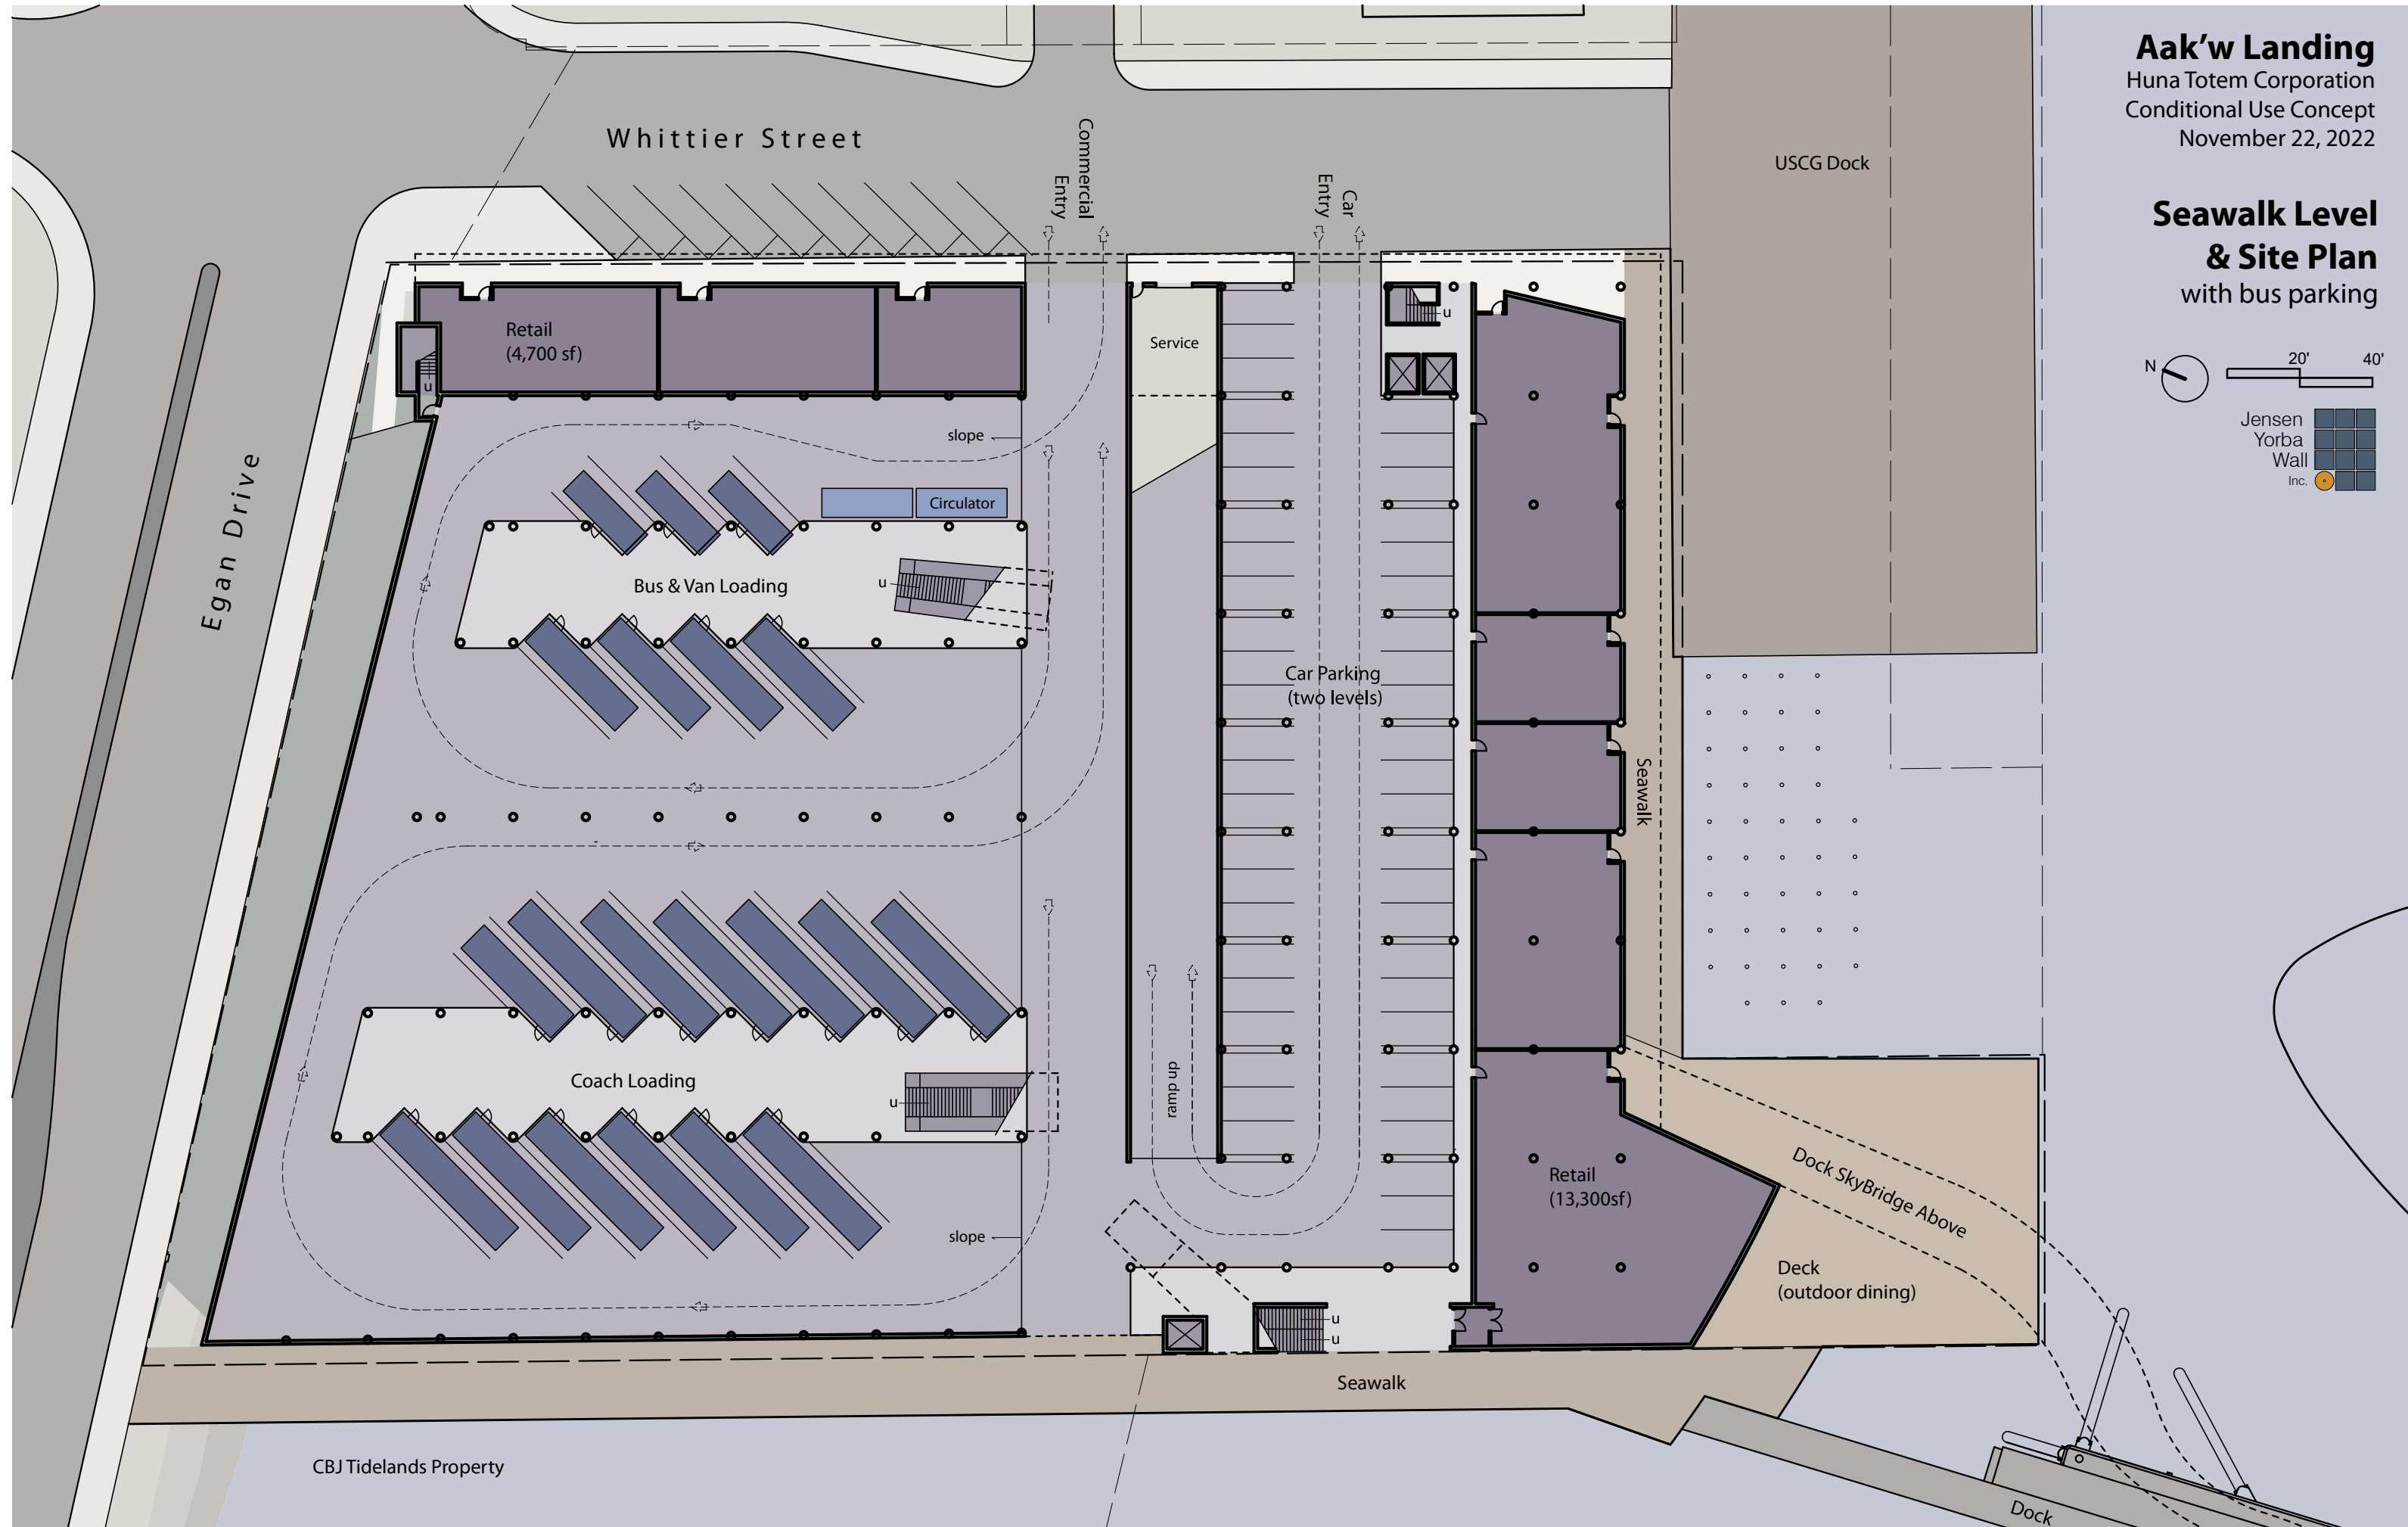 Aak’w Landing
Huna Totem Corporation
Conditional Use Concept
November 22, 2022
Seawalk Level
& Site Plan
with bus parking
N
20'
40'
Jensen
Yorba
Wall
Inc.
Whittier Street
Commercial
Entry
Car
Entry
USCG Dock
Egan Drive
Retail
(4,700 sf)
u
Service
u
slope
Circulator
Bus & Van Loading
u
Car Parking
(two levels)
Seawalk
Coach Loading
u
ramp up
slope
Retail
(13,300sf)
Dock SkyBridge Above
Deck
(outdoor dining)
u
u
Seawalk
CBJ Tidelands Property
Dock